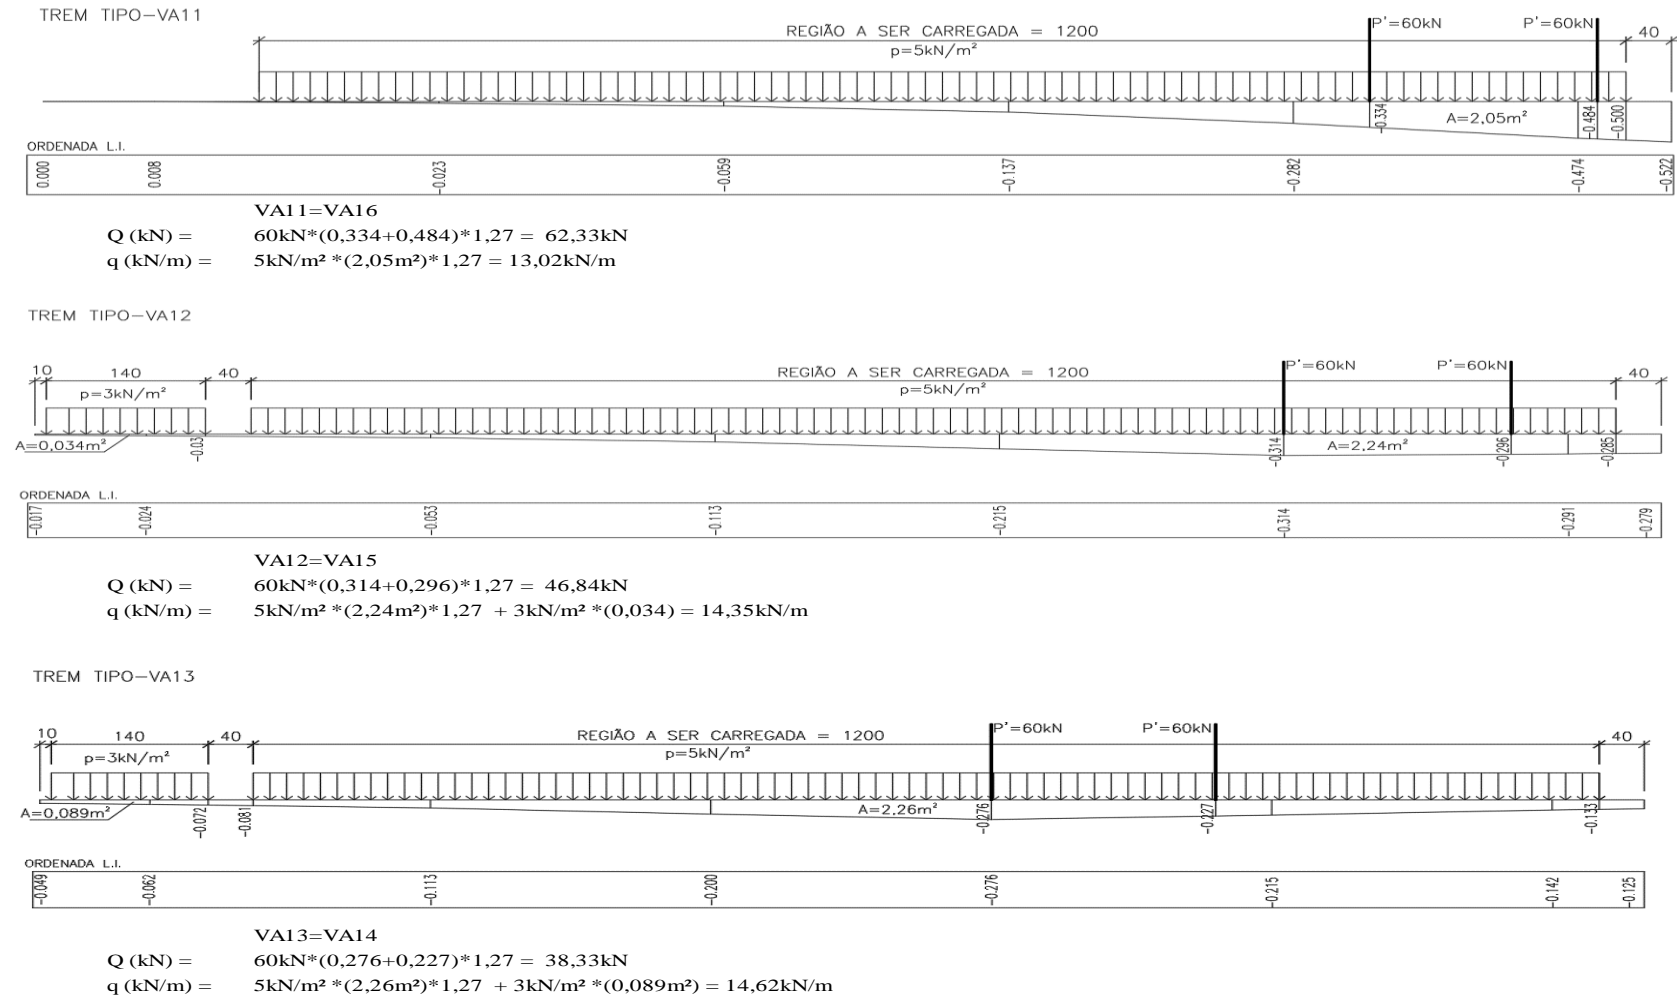 TREM TIPO-VA11
REGIÃO A SER CARREGADA = 1200
p=5kN/m²
P'=60kN
P'=60kN
40
-0.334
A=2,05m²
-0.484
-0.500
ORDENADA L.I.
0.000 0.008 -0.023 -0.059 -0.137 -0.282 -0.474 -0.522
VA11=VA16
Q (kN) = 60kN*(0,334+0,484)*1,27 = 62,33kN
q (kN/m) = 5kN/m² *(2,05m²)*1,27 = 13,02kN/m
TREM TIPO-VA12
10 140 40
p=3kN/m²
REGIÃO A SER CARREGADA = 1200
p=5kN/m²
P'=60kN
P'=60kN
40
A=0,034m²
-0.03
-0.314
A=2,24m²
-0.296
-0.285
ORDENADA L.I.
-0.017 -0.024 -0.053 -0.113 -0.215 -0.314 -0.291 -0.279
VA12=VA15
Q (kN) = 60kN*(0,314+0,296)*1,27 = 46,84kN
q (kN/m) = 5kN/m² *(2,24m²)*1,27 + 3kN/m² *(0,034) = 14,35kN/m
TREM TIPO-VA13
10 140 40
p=3kN/m²
REGIÃO A SER CARREGADA = 1200
p=5kN/m²
P'=60kN
P'=60kN
40
A=0,089m²
-0.072
-0.081
A=2,26m²
-0.276
-0.227
-0.133
ORDENADA L.I.
-0.049 -0.062 -0.113 -0.200 -0.276 -0.215 -0.142 -0.125
VA13=VA14
Q (kN) = 60kN*(0,276+0,227)*1,27 = 38,33kN
q (kN/m) = 5kN/m² *(2,26m²)*1,27 + 3kN/m² *(0,089m²) = 14,62kN/m